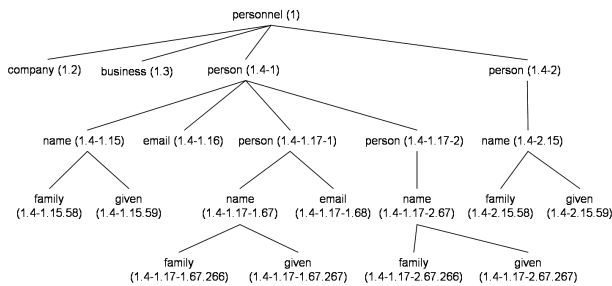 personnel (1)
company (1.2)
business (1.3)
person (1.4-1)
person (1.4-2)
name (1.4-1.15)
email (1.4-1.16)
person (1.4-1.17-1)
person (1.4-1.17-2)
name (1.4-2.15)
family
(1.4-1.15.58)
given
(1.4-1.15.59)
name
(1.4-1.17-1.67)
email
(1.4-1.17-1.68)
name
(1.4-1.17-2.67)
family
(1.4-2.15.58)
given
(1.4-2.15.59)
family
(1.4-1.17-1.67.266)
given
(1.4-1.17-1.67.267)
family
(1.4-1.17-2.67.266)
given
(1.4-1.17-2.67.267)